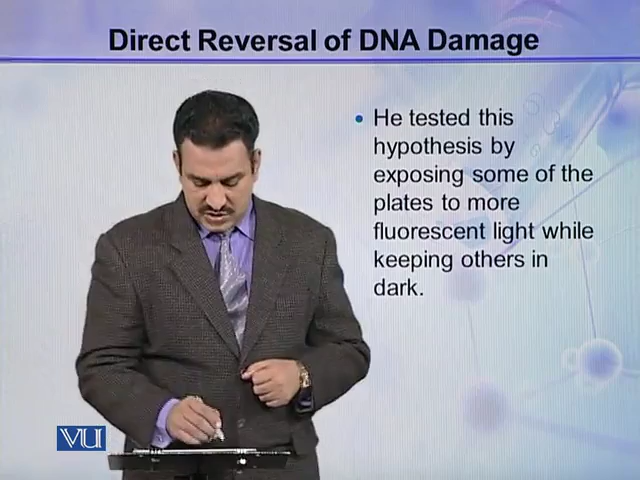 Direct Reversal of DNA Damage
• He tested this
hypothesis by
exposing some of the
plates to more
fluorescent light while
keeping others in
dark.
VU